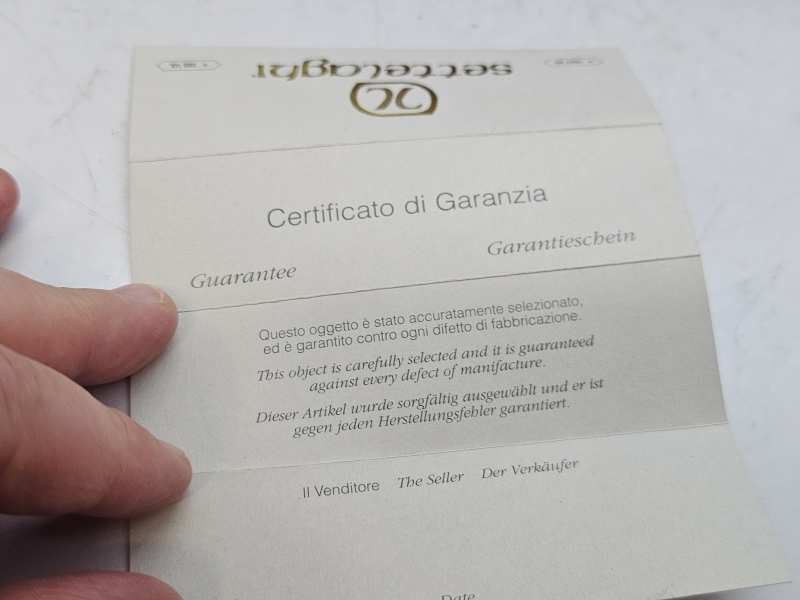 settelaghi
Certificato di Garanzia
Guarantee
Garantieschein
Questo oggetto è stato accuratamente selezionato,
ed è garantito contro ogni difetto di fabbricazione.
This object is carefully selected and it is guaranteed
against every defect of manifacture.
Dieser Artikel wurde sorgfältig ausgewählt und er ist
gegen jeden Herstellungsfehler garantiert.
Il Venditore The Seller Der Verkäufer
Date